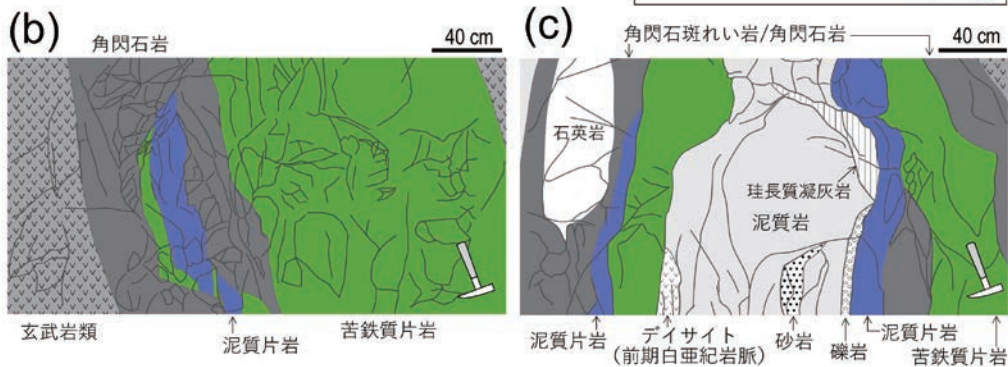 (b)
角閃石岩
40 cm
玄武岩類
泥質片岩
苦鉄質片岩
(c)
角閃石斑れい岩/角閃石岩
40 cm
石英岩
珪長質凝灰岩
泥質岩
泥質片岩
デイサイト
(前期白亜紀岩脈)
砂岩
礫岩
泥質片岩
苦鉄質片岩